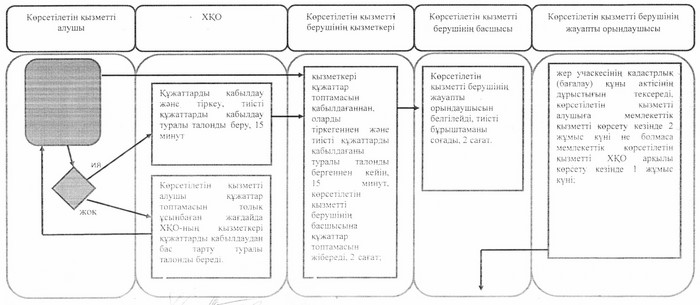 Көрсетілетін қызметті
алушы
ХҚО
Көрсетілетін қызметті
берушінің қызметкері
Көрсетілетін қызметті
берушінің басшысы
Көрсетілетін қызметті берушінің
жауапты орындаушысы
ия
жоқ
Құжаттарды қабылдау
және тіркеу, тиісті
құжаттарды қабылдау
туралы талонды беру, 15
минут
Көрсетілетін қызметті
алушы құжаттар
топтамасын толық
ұсынбаған жағдайда
ХҚО-ның қызметкері
құжаттарды қабылдаудан
бас тарту туралы
талонды береді.
қызметкері
құжаттар
топтамасын
қабылдағаннан,
оларды
тіркегеннен және
тиісті құжаттарды
қабылдағаны
туралы талонды
бергеннен кейін,
15 минут,
көрсетілетін
қызметті
берушінің
басшысына
құжаттар
топтамасын
жібереді, 2 сағат;
Көрсетілетін
қызметті берушінің
жауапты
орындаушысын
белгілейді, тиісті
бұрыштаманы
соғады, 2 сағат.
жер учаскесінің кадастрлық
(бағалау) құны актісінің
дұрыстығын тексереді,
көрсетілетін қызметті
алушыға мемлекеттік
қызметті көрсету кезінде 2
жұмыс күні не болмаса
мемлекеттік көрсетілетін
қызметті ХҚО арқылы
көрсету кезінде 1 жұмыс
күні;